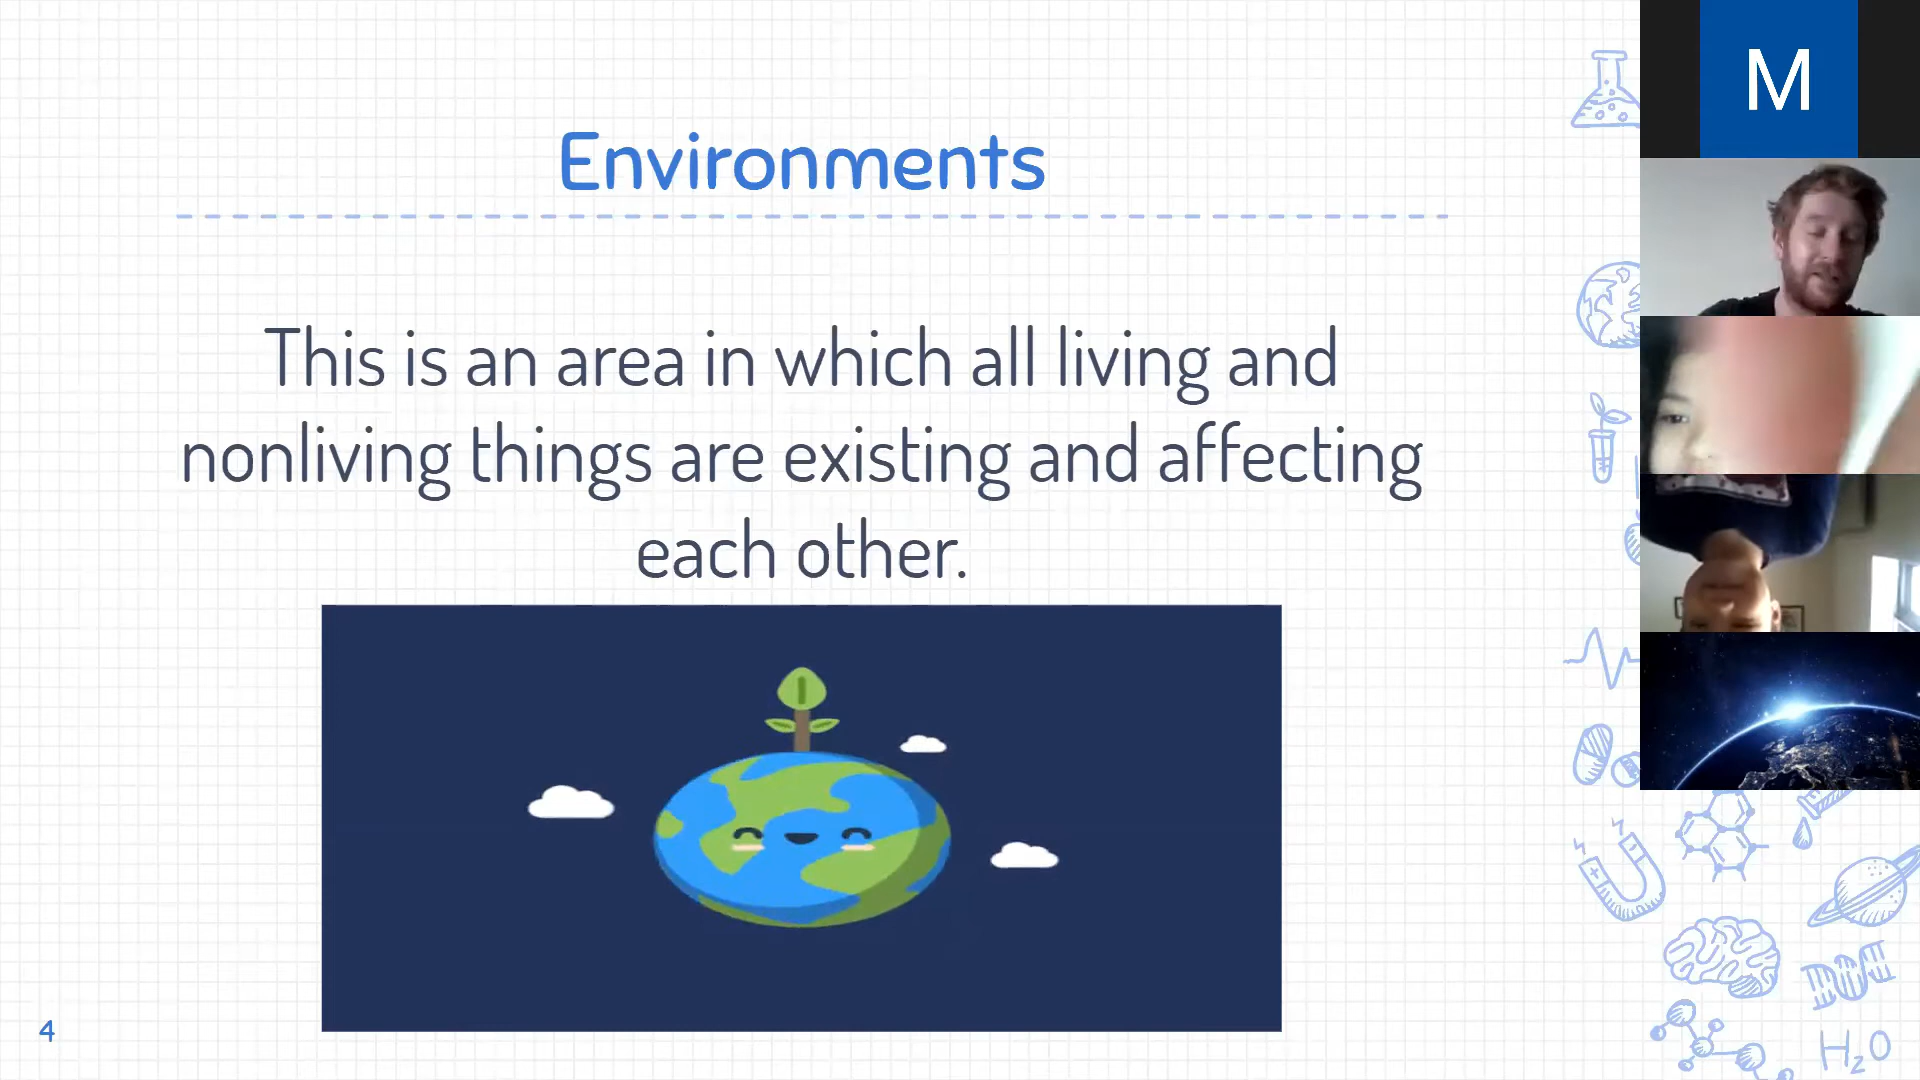 M
Environments
This is an area in which all living and
nonliving things are existing and affecting
each other.
4
H₂O